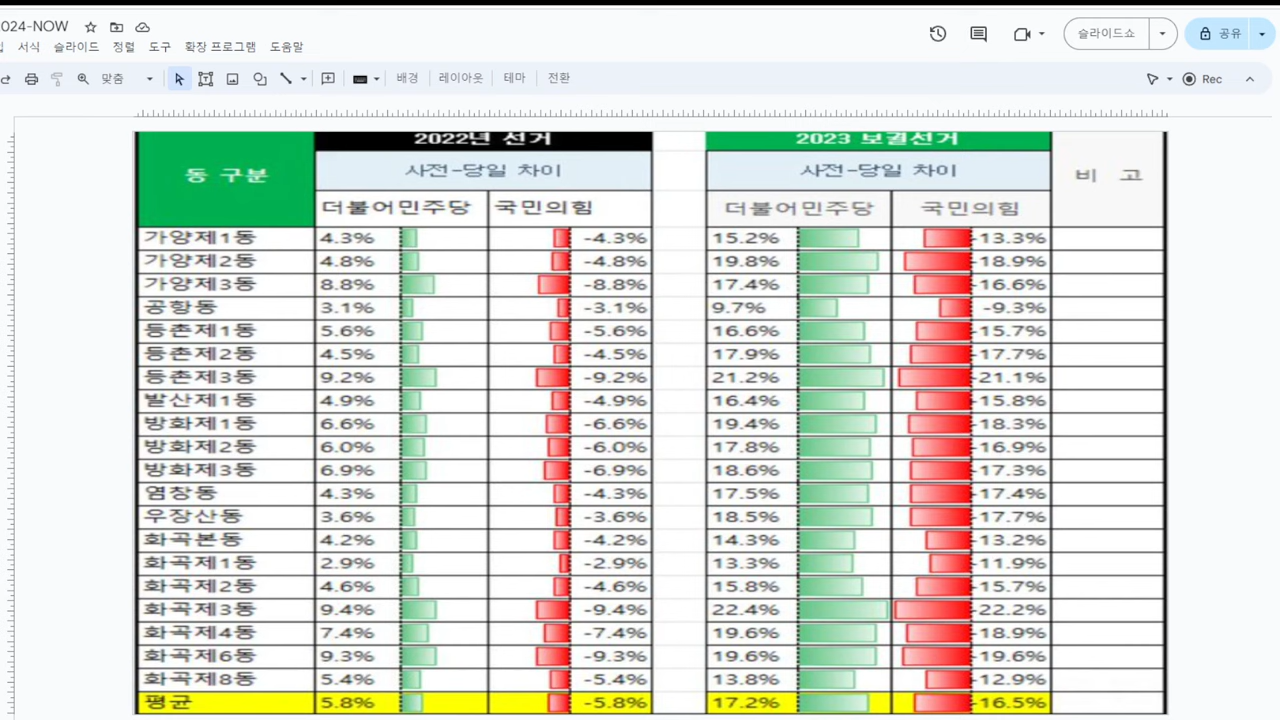 024-NOW
서식 슬라이드 정렬 도구 확장 프로그램 도움말
슬라이드쇼 공유
맞춤 배경 레이아웃 테마 전환 Rec
동 구분 2022년 선거 2023 보궐선거 비 고
사전-당일 차이 사전-당일 차이
더불어민주당 국민의힘 더불어민주당 국민의힘
가양제1동 4.3% -4.3% 15.2% -13.3%
가양제2동 4.8% -4.8% 19.8% -18.9%
가양제3동 8.8% -8.8% 17.4% -16.6%
공항동 3.1% -3.1% 9.7% -9.3%
등촌제1동 5.6% -5.6% 16.6% -15.7%
등촌제2동 4.5% -4.5% 17.9% -17.7%
등촌제3동 9.2% -9.2% 21.2% -21.1%
발산제1동 4.9% -4.9% 16.4% -15.8%
방화제1동 6.6% -6.6% 19.4% -18.3%
방화제2동 6.0% -6.0% 17.8% -16.9%
방화제3동 6.9% -6.9% 18.6% -17.3%
염창동 4.3% -4.3% 17.5% -17.4%
우장산동 3.6% -3.6% 18.5% -17.7%
화곡본동 4.2% -4.2% 14.3% -13.2%
화곡제1동 2.9% -2.9% 13.3% -11.9%
화곡제2동 4.6% -4.6% 15.8% -15.7%
화곡제3동 9.4% -9.4% 22.4% -22.2%
화곡제4동 7.4% -7.4% 19.6% -18.9%
화곡제6동 9.3% -9.3% 19.6% -19.6%
화곡제8동 5.4% -5.4% 13.8% -12.9%
평균 5.8% -5.8% 17.2% -16.5%